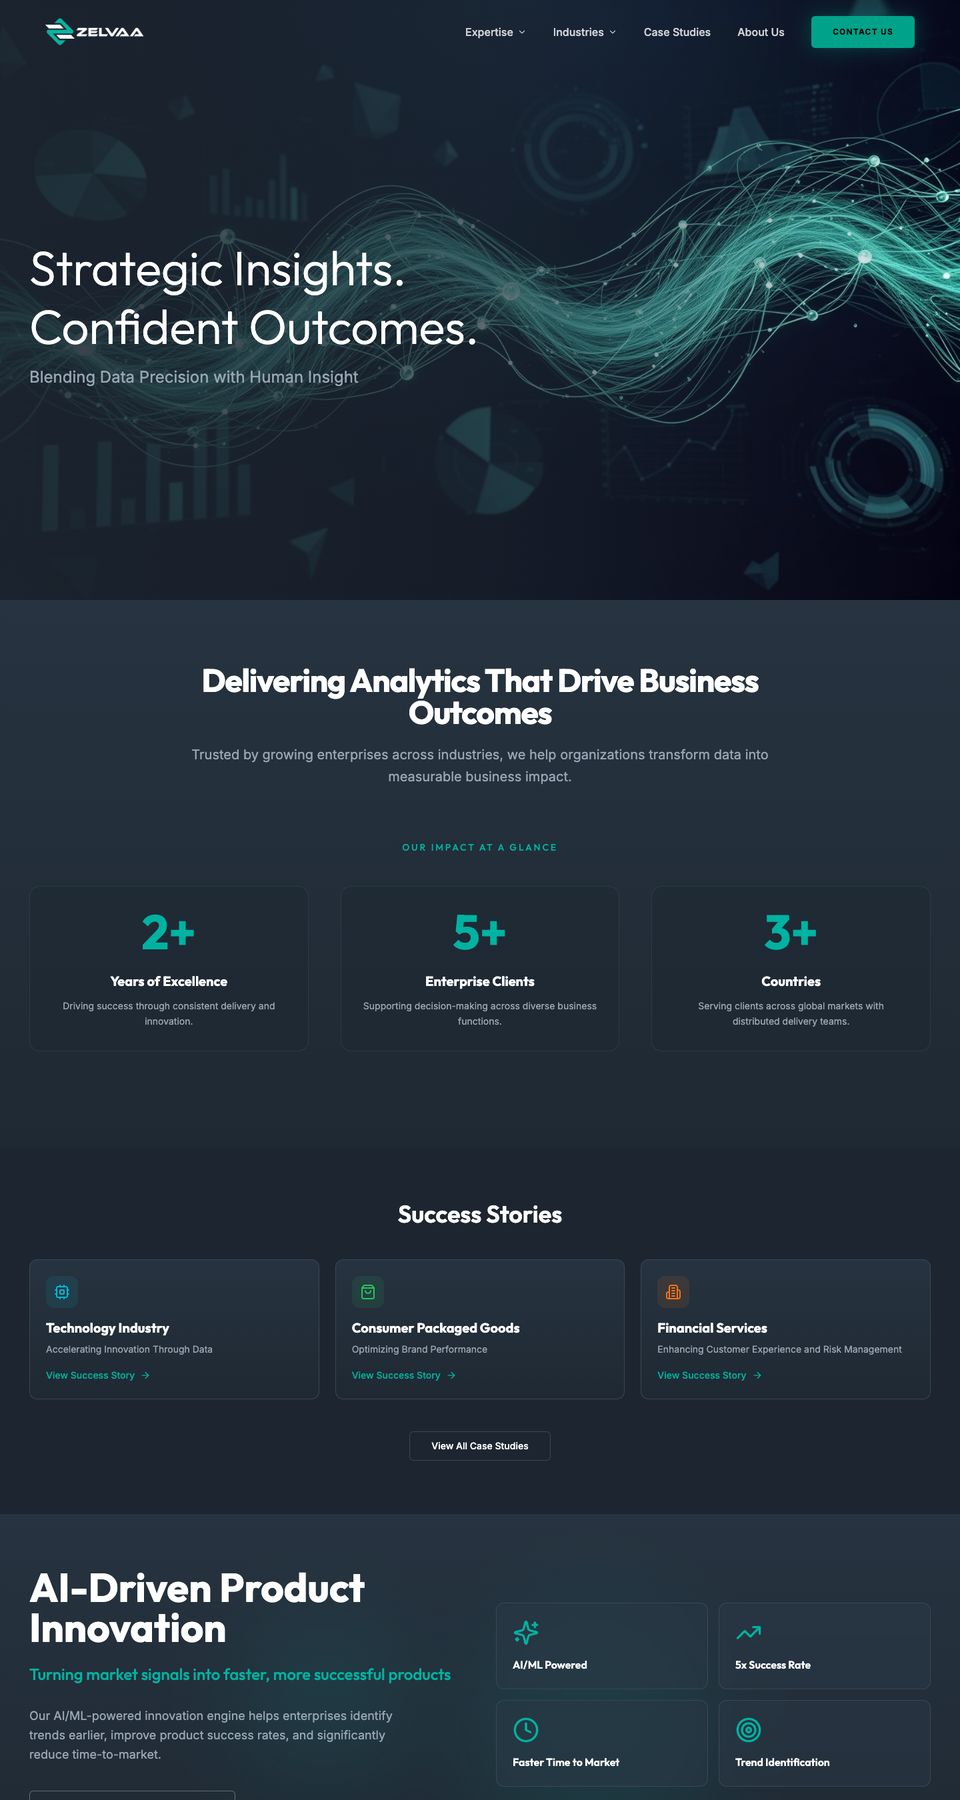 ZELVAA
Expertise
Industries
Case Studies
About Us
CONTACT US
Strategic Insights.
Confident Outcomes.
Blending Data Precision with Human Insight
Delivering Analytics That Drive Business
Outcomes
Trusted by growing enterprises across industries, we help organizations transform data into
measurable business impact.
OUR IMPACT AT A GLANCE
2+
Years of Excellence
Driving success through consistent delivery and
innovation.
5+
Enterprise Clients
Supporting decision-making across diverse business
functions.
3+
Countries
Serving clients across global markets with
distributed delivery teams.
Success Stories
Technology Industry
Accelerating Innovation Through Data
View Success Story
Consumer Packaged Goods
Optimizing Brand Performance
View Success Story
Financial Services
Enhancing Customer Experience and Risk Management
View Success Story
View All Case Studies
AI-Driven Product
Innovation
Turning market signals into faster, more successful products
Our AI/ML-powered innovation engine helps enterprises identify
trends earlier, improve product success rates, and significantly
reduce time-to-market.
AI/ML Powered
5x Success Rate
Faster Time to Market
Trend Identification